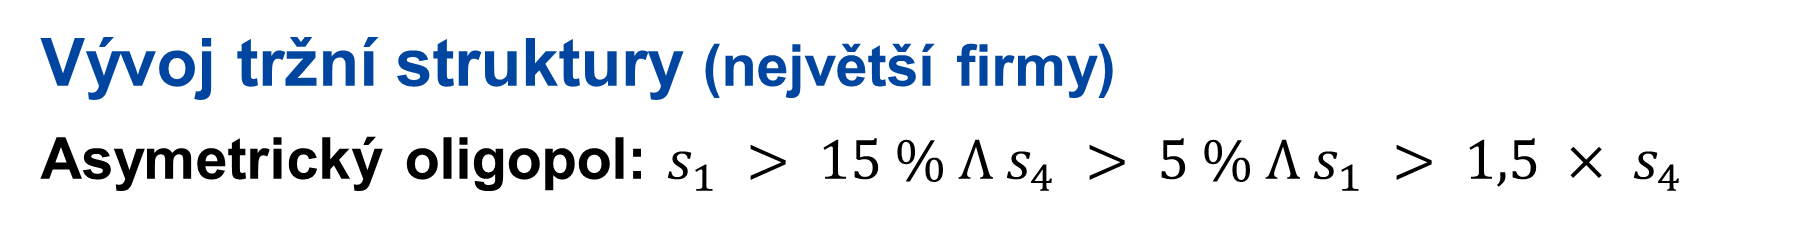 Vývoj tržní struktury (největší firmy)
Asymetrický oligopol: s₁ > 15 % Λ s₄ > 5 % Λ s₁ > 1,5 × s₄